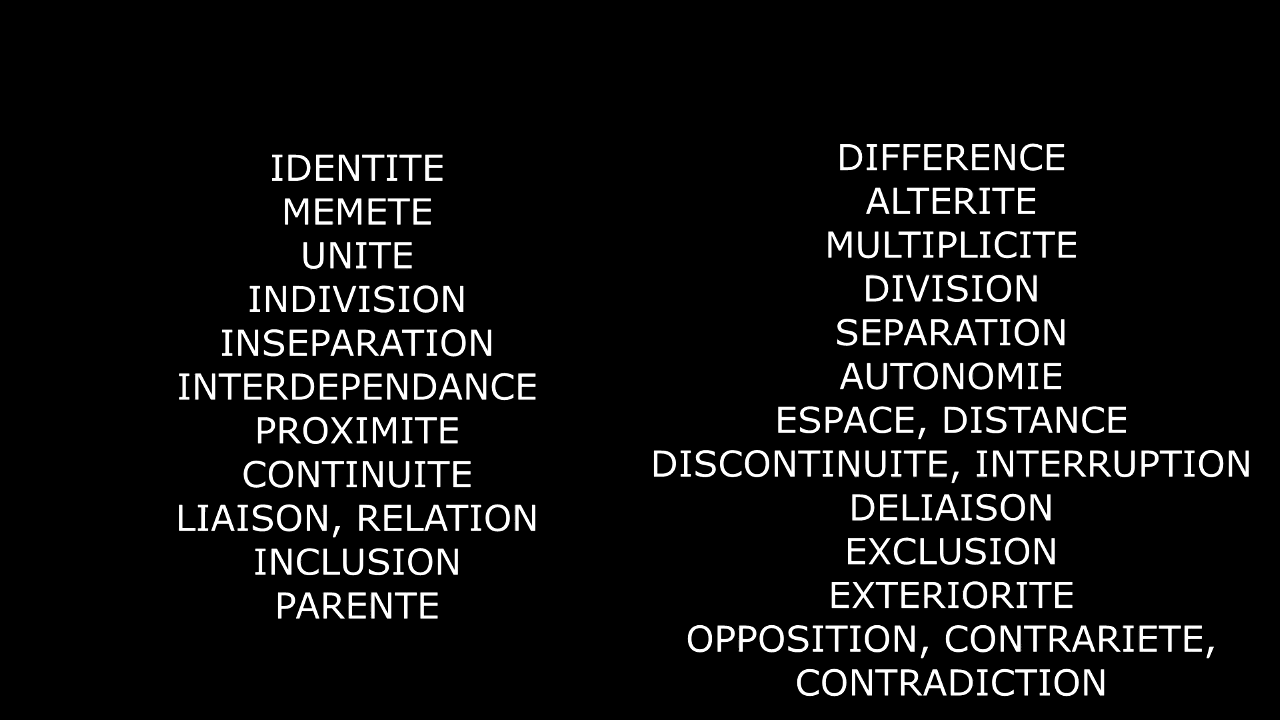 IDENTITE
MEMETE
UNITE
INDIVISION
INSEPARATION
INTERDEPENDANCE
PROXIMITE
CONTINUITE
LIAISON, RELATION
INCLUSION
PARENTE
DIFFERENCE
ALTERITE
MULTIPLICITE
DIVISION
SEPARATION
AUTONOMIE
ESPACE, DISTANCE
DISCONTINUITE, INTERRUPTION
DELIAISON
EXCLUSION
EXTERIORITE
OPPOSITION, CONTRARIETE,
CONTRADICTION